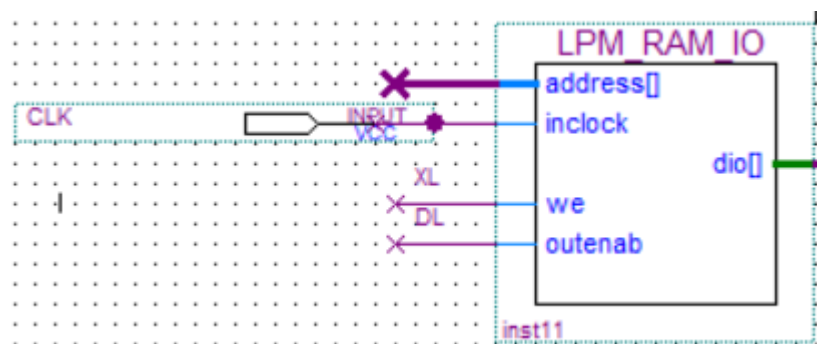 LPM_RAM_IO
address[]
CLK
INPUT
VCC
inclock
dio[]
XL
we
DL
outenab
inst11